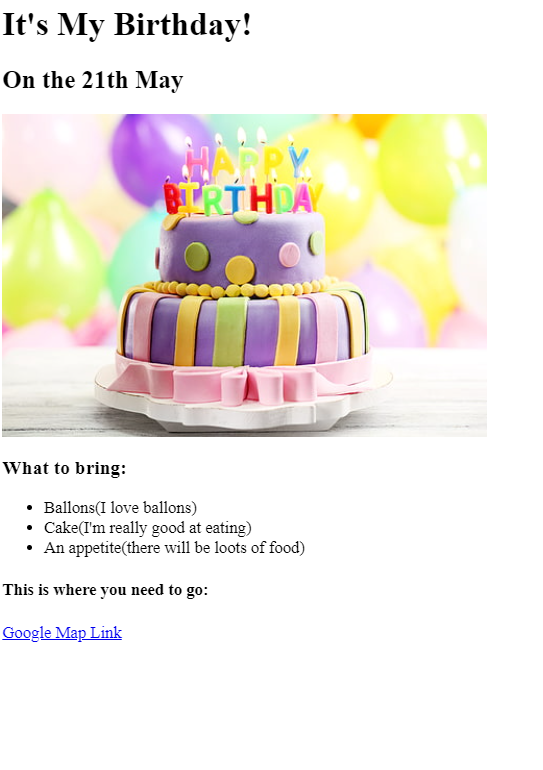 It's My Birthday!
On the 21th May
HAPPY
BIRTHDAY
What to bring:
Ballons(I love ballons)
Cake(I'm really good at eating)
An appetite(there will be loots of food)
This is where you need to go:
Google Map Link